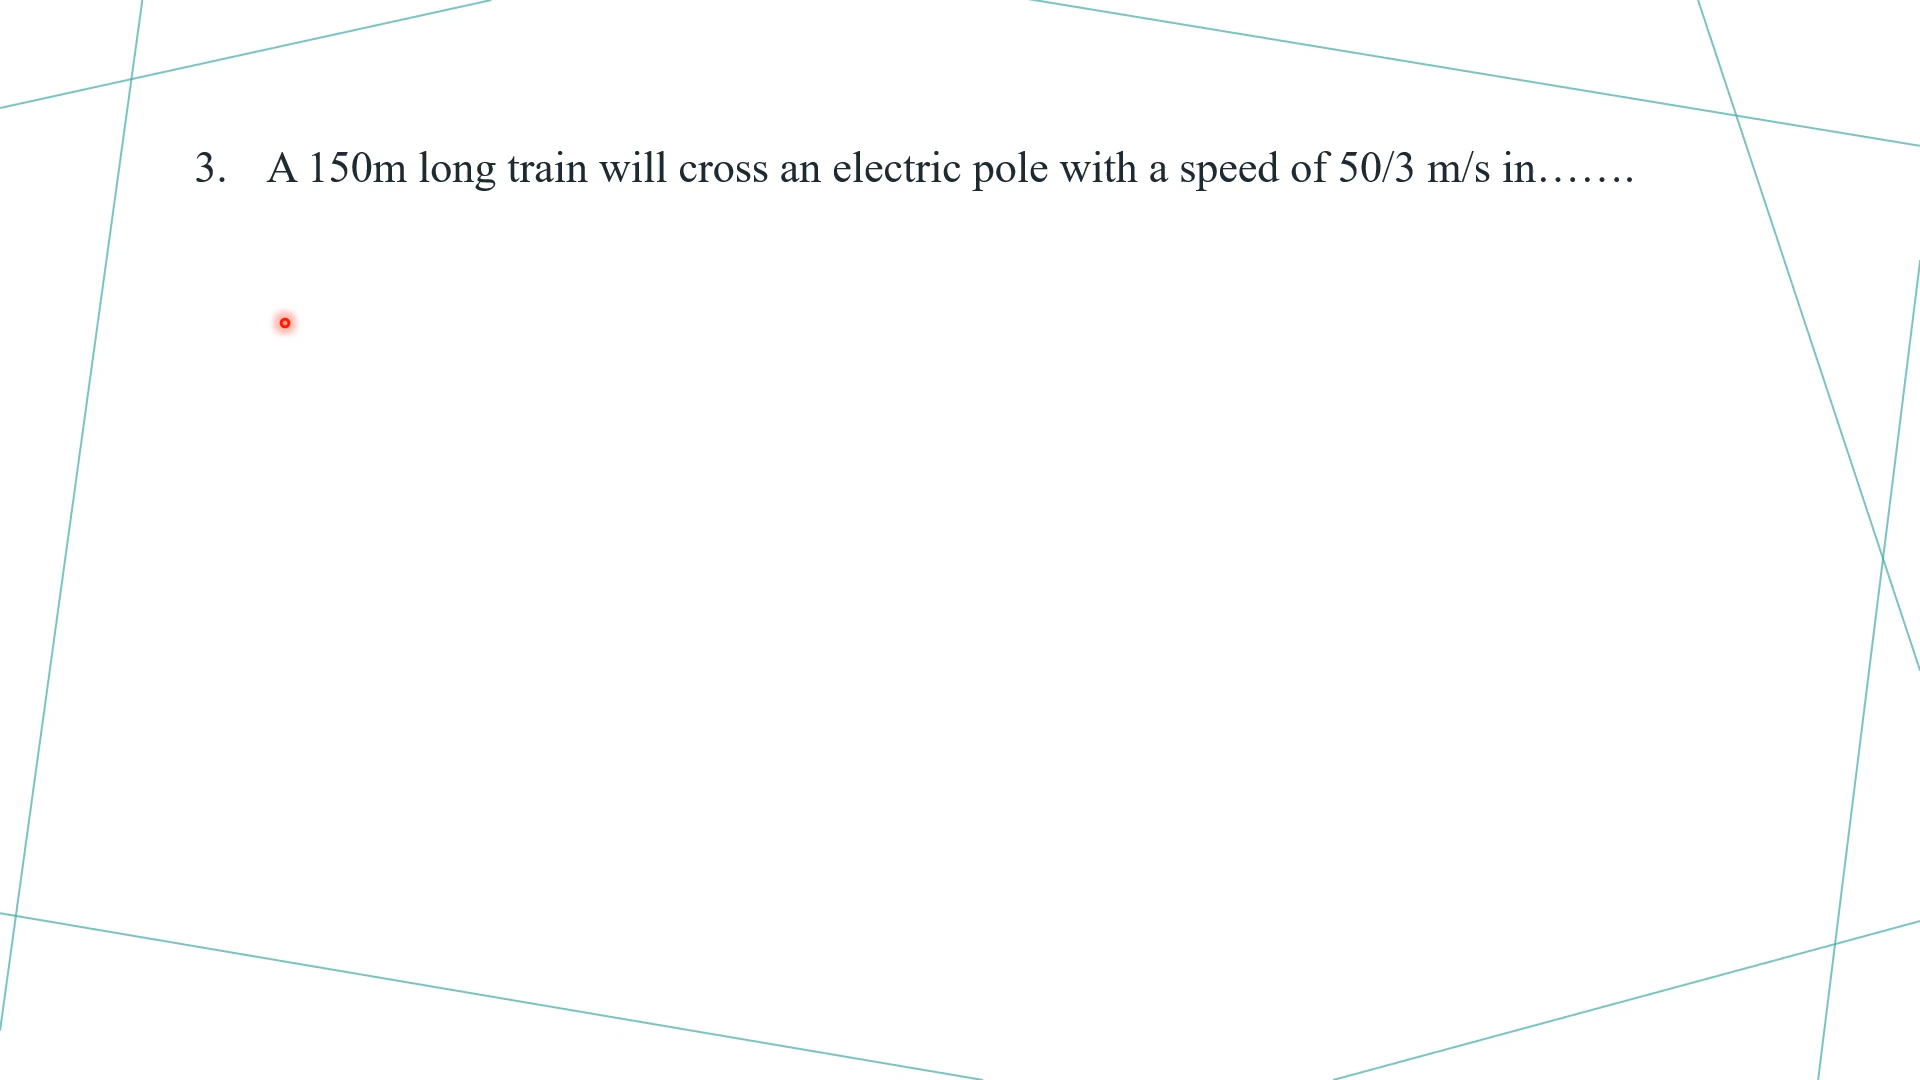 3. A 150m long train will cross an electric pole with a speed of 50/3 m/s in.......